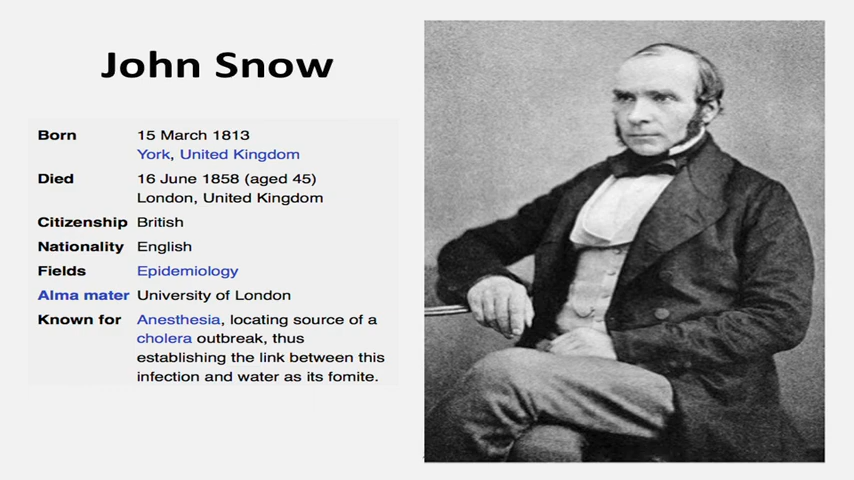 John Snow
Born 15 March 1813
York, United Kingdom
Died 16 June 1858 (aged 45)
London, United Kingdom
Citizenship British
Nationality English
Fields Epidemiology
Alma mater University of London
Known for Anesthesia, locating source of a
cholera outbreak, thus
establishing the link between this
infection and water as its fomite.